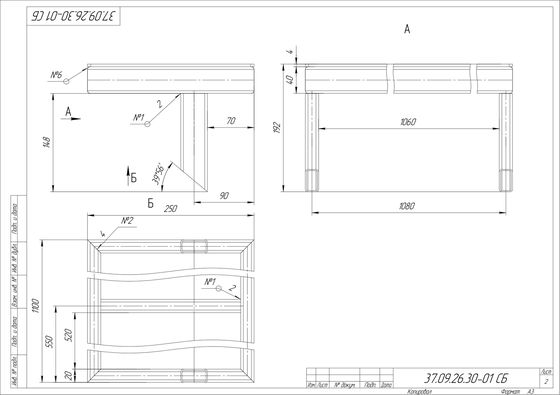 37.09.26.30-01 СБ
А
№6
4
40
А
№1
2
148
70
192
1060
Б
39°56'
90
1080
Б
250
№2
4
№1
2
1100
550
520
20
Инв. № подл.
Подп. и дата
Взам. инв. №
Инв. № дубл.
Подп. и дата
Изм
Лист
№ докум.
Подп.
Дата
37.09.26.30-01 СБ
Лист
2
Копировал
Формат А3